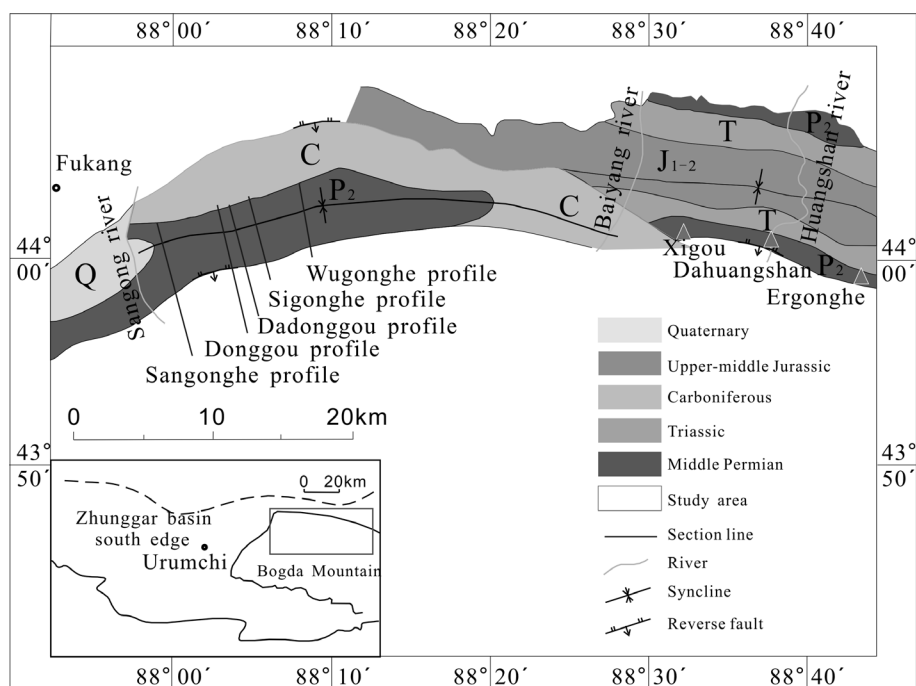 88°00′ 88°10′ 88°20′ 88°30′ 88°40′
Fukang
C
P2
Q
Sangong river
C
Baiyang river
T
P2
J1-2
Huangshan river
T
P2
44°
00′
44°
00′
Xigou
Dahuangshan
Ergonghe
Wugonghe profile
Sigonghe profile
Dadonggou profile
Donggou profile
Sangonghe profile
0 10 20km
43°
50′
43°
50′
Quaternary
Upper-middle Jurassic
Carboniferous
Triassic
Middle Permian
Study area
Section line
River
Syncline
Reverse fault
0 20km
Zhunggar basin
south edge
Urumchi
Bogda Mountain
88°00′ 88°10′ 88°20′ 88°30′ 88°40′